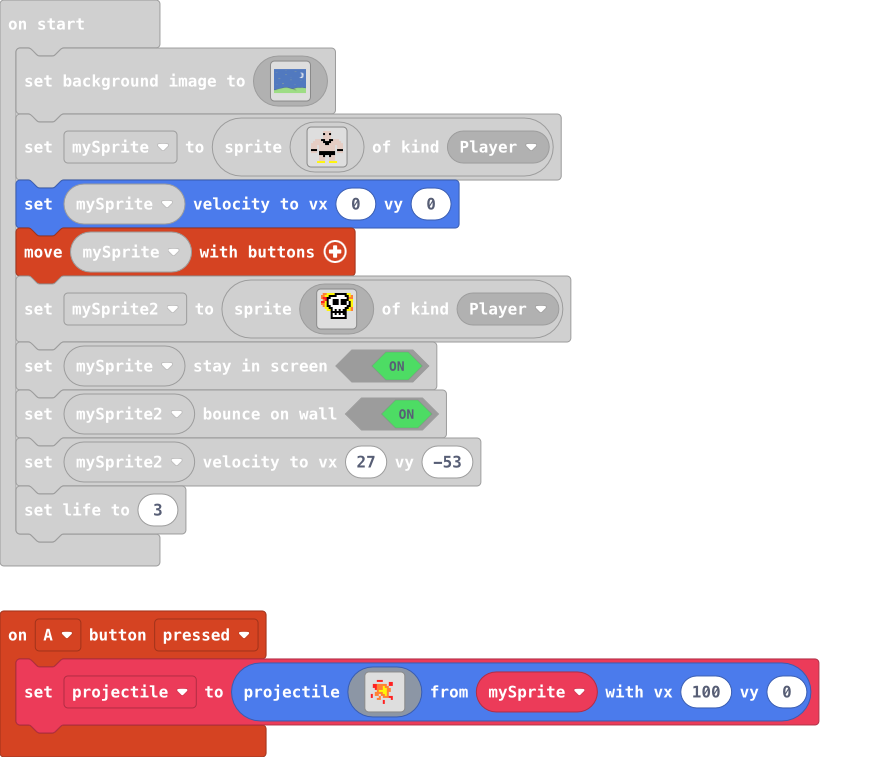 on start
set background image to
set mySprite to sprite of kind Player
set mySprite velocity to vx 0 vy 0
move mySprite with buttons
set mySprite2 to sprite of kind Player
set mySprite stay in screen ON
set mySprite2 bounce on wall ON
set mySprite2 velocity to vx 27 vy -53
set life to 3
on A button pressed
set projectile to projectile from mySprite with vx 100 vy 0